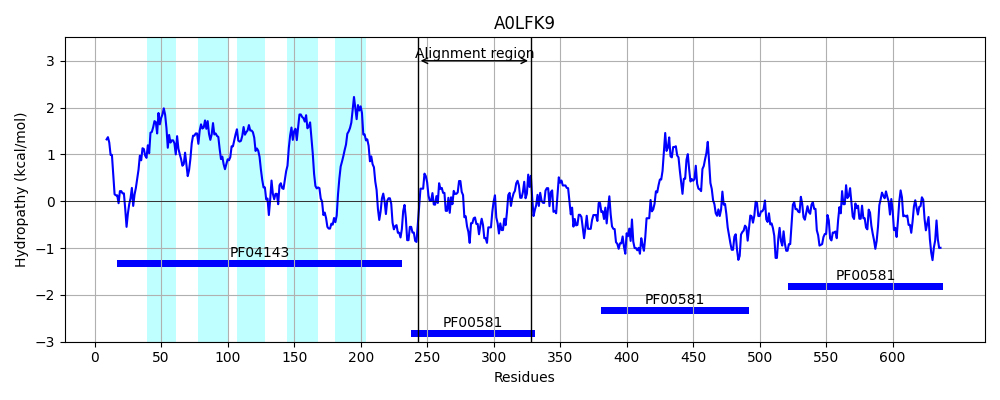 A0LFK9
Alignment region
Hydropathy (kcal/mol)
3
2
1
0
−1
−2
−3
PF04143
PF00581
PF00581
PF00581
0 50 100 150 200 250 300 350 400 450 500 550 600
Residues